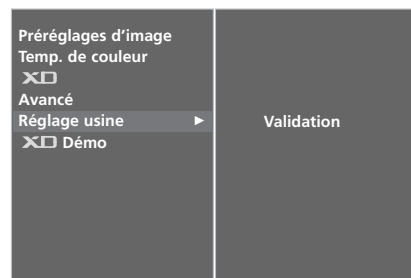 Préréglages d'image
Temp. de couleur
XD
Avancé
Réglage usine ►
Validation
XD Démo